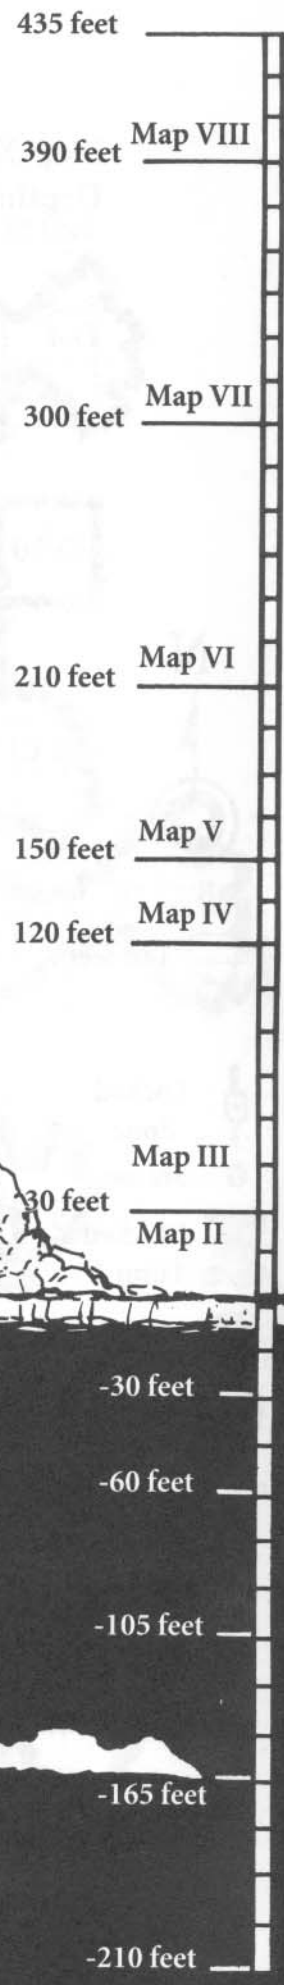 435 feet
Map VIII
390 feet
Map VII
300 feet
Map VI
210 feet
Map V
150 feet
Map IV
120 feet
Map III
30 feet
Map II
-30 feet
-60 feet
-105 feet
-165 feet
-210 feet